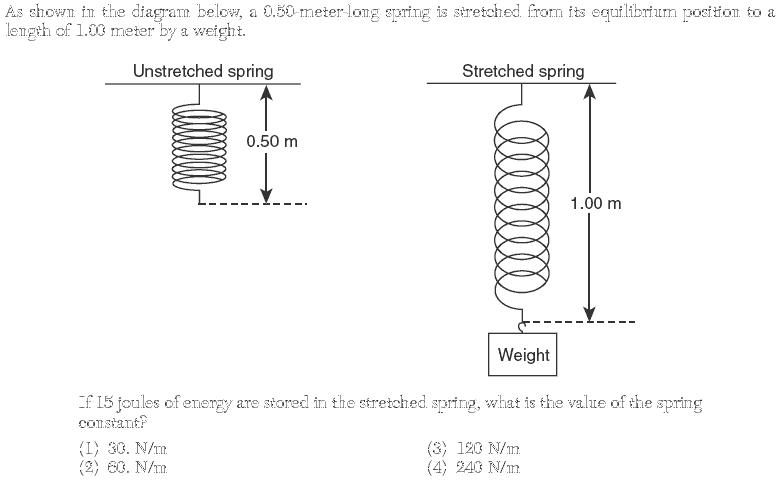 As shown in the diagram below, a 0.50-meter-long spring is stretched from its equilibrium position to a
length of 1.00 meter by a weight.
Unstretched spring
Stretched spring
0.50 m
1.00 m
Weight
If 15 joules of energy are stored in the stretched spring, what is the value of the spring
constant?
(1) 30. N/m
(3) 120 N/m
(2) 60. N/m
(4) 240 N/m